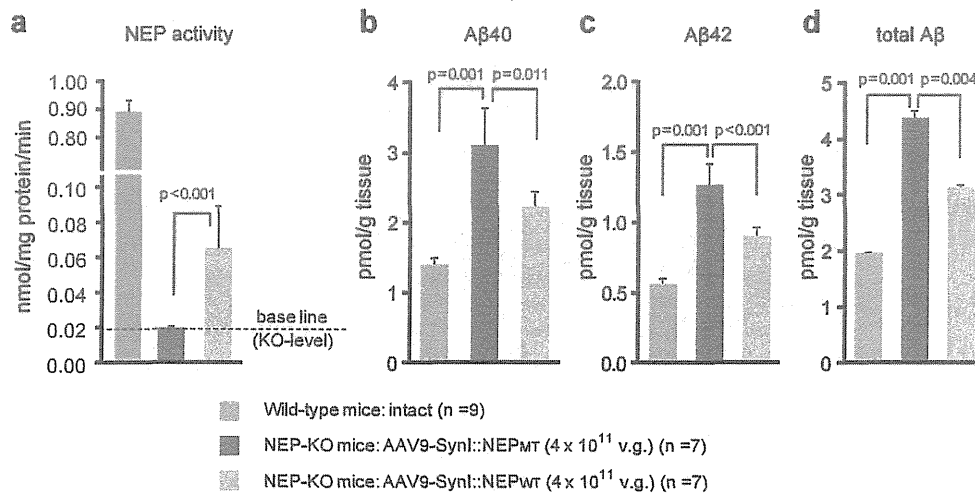 a
NEP activity
nmol/mg protein/min
1.00
0.90
0.80
0.10
0.08
0.06
0.04
0.02
0.00
p<0.001
base line
(KO-level)
b
Aβ40
pmol/g tissue
4
3
2
1
0
p=0.001
p=0.011
c
Aβ42
pmol/g tissue
2.0
1.5
1.0
0.5
0.0
p=0.001
p<0.001
d
total Aβ
pmol/g tissue
5
4
3
2
1
0
p=0.001
p=0.004
Wild-type mice: intact (n =9)
NEP-KO mice: AAV9-SynI::NEPMT (4 x 10¹¹ v.g.) (n =7)
NEP-KO mice: AAV9-SynI::NEPWT (4 x 10¹¹ v.g.) (n =7)